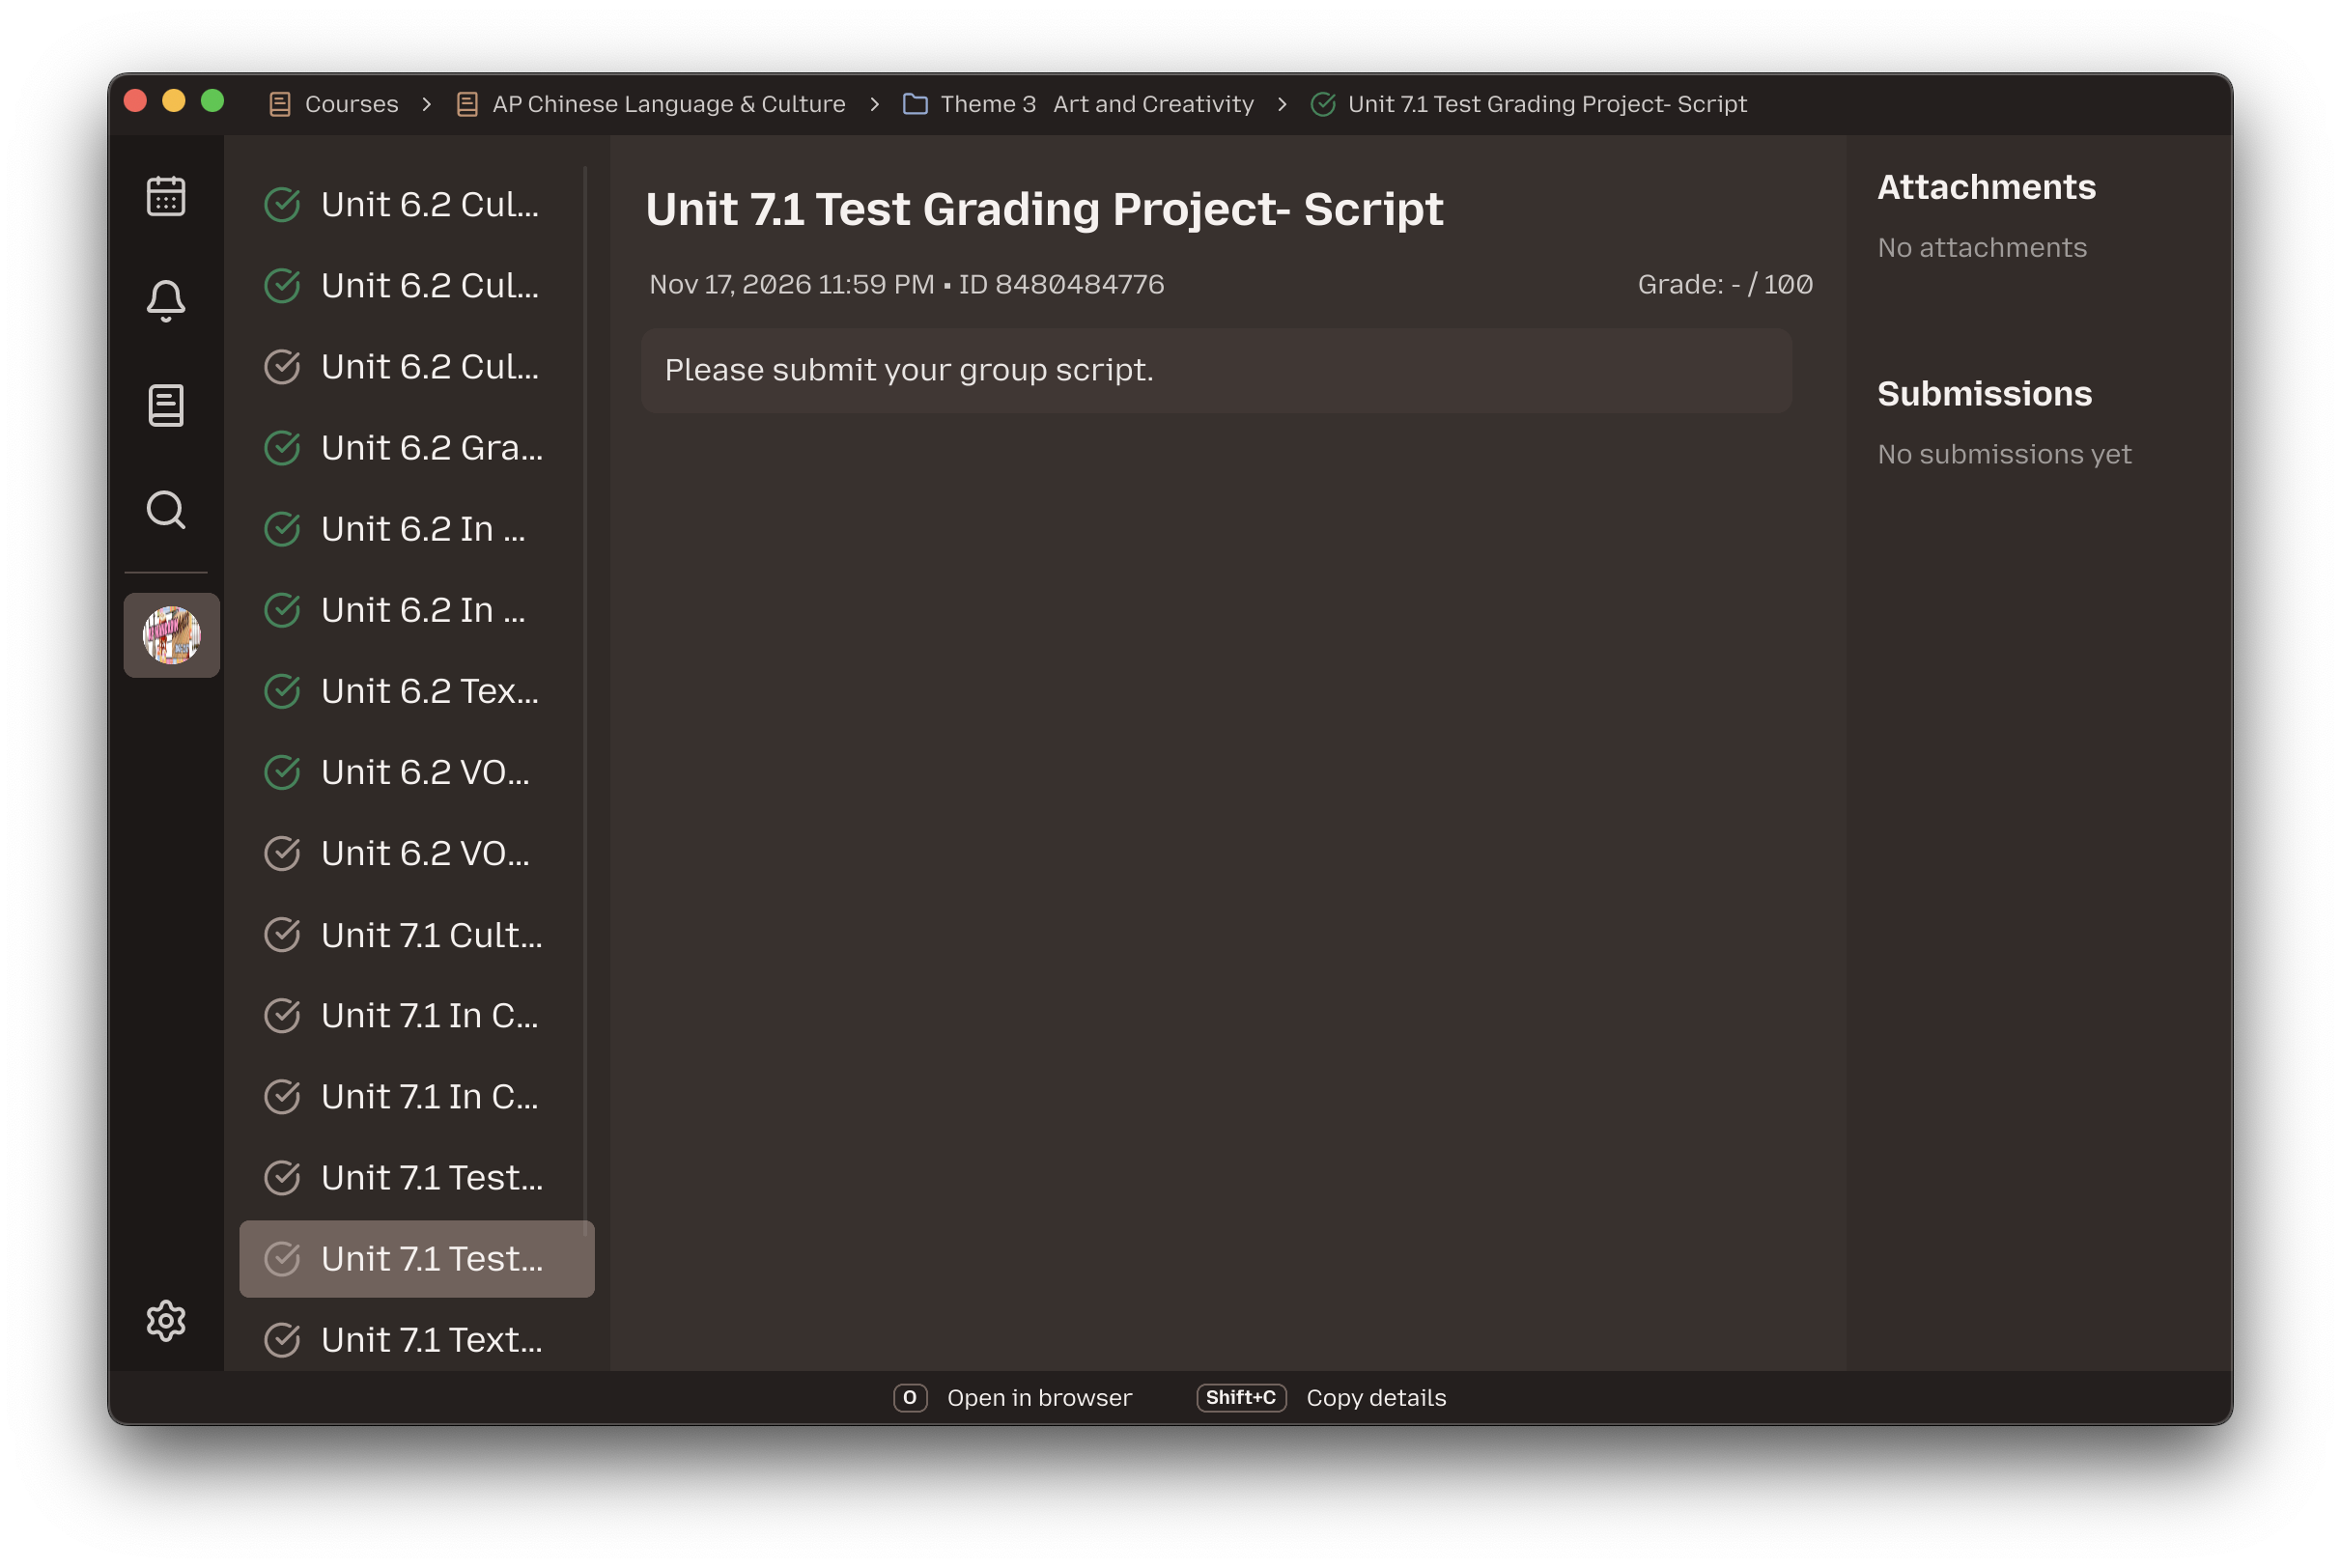 Courses > AP Chinese Language & Culture > Theme 3 Art and Creativity > Unit 7.1 Test Grading Project- Script
Unit 6.2 Cul...
Unit 6.2 Cul...
Unit 6.2 Cul...
Unit 6.2 Gra...
Unit 6.2 In ...
Unit 6.2 In ...
Unit 6.2 Tex...
Unit 6.2 VO...
Unit 6.2 VO...
Unit 7.1 Cult...
Unit 7.1 In C...
Unit 7.1 In C...
Unit 7.1 Test...
Unit 7.1 Test...
Unit 7.1 Text...
Unit 7.1 Test Grading Project- Script
Nov 17, 2026 11:59 PM • ID 8480484776
Grade: - / 100
Please submit your group script.
Attachments
No attachments
Submissions
No submissions yet
O Open in browser
Shift+C Copy details